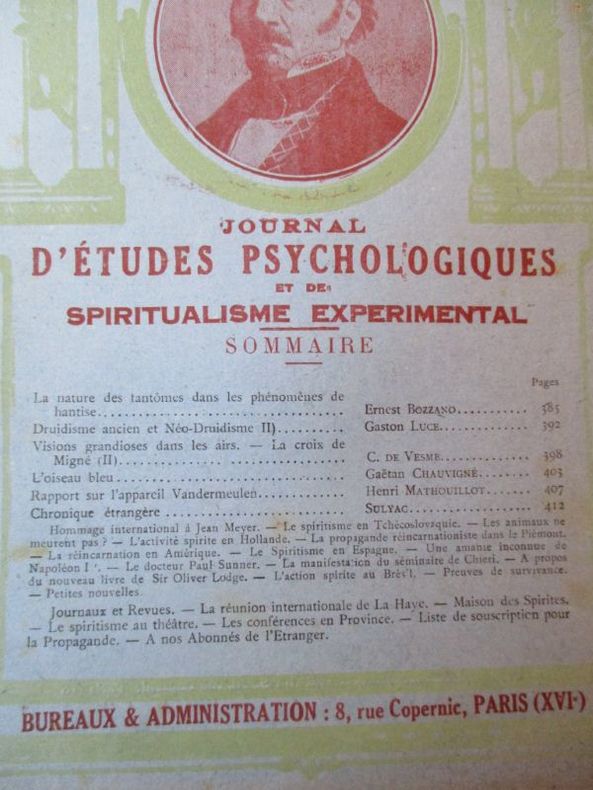 JOURNAL
D'ÉTUDES PSYCHOLOGIQUES
ET DE
SPIRITUALISME EXPERIMENTAL
SOMMAIRE
Pages
La nature des fantômes dans les phénomènes de
hantise........................ Ernest BOZZANO.......... 385
Druidisme ancien et Néo-Druidisme II).......... Gaston LUCE............. 392
Visions grandioses dans les airs. — La croix de
Migné (II)..................... C. DE VESME............. 398
L'oiseau bleu.................. Gaëtan CHAUVIGNÉ....... 403
Rapport sur l'appareil Vandermeulen............ Henri MATHOUILLOT...... 407
Chronique étrangère ........... SULYAC.................. 412
Hommage international à Jean Meyer. — Le spiritisme en Tchécoslovaquie. — Les animaux ne
meurent pas ? — L'activité spirite en Hollande. — La propagande réincarnationiste dans le Piémont.
— La réincarnation en Amérique. — Le Spiritisme en Espagne. — Une amante inconnue de
Napoléon I. — Le docteur Paul Sunner. — La manifestation du séminaire de Chieri. — A propos
du nouveau livre de Sir Oliver Lodge. — L'action spirite au Brésil. — Preuves de survivance.
— Petites nouvelles.
Journaux et Revues. — La réunion internationale de La Haye. — Maison des Spirites.
— Le spiritisme au théâtre. — Les conférences en Province. — Liste de souscription pour
la Propagande. — A nos Abonnés de l'Etranger.
BUREAUX & ADMINISTRATION : 8, rue Copernic, PARIS (XVIe)